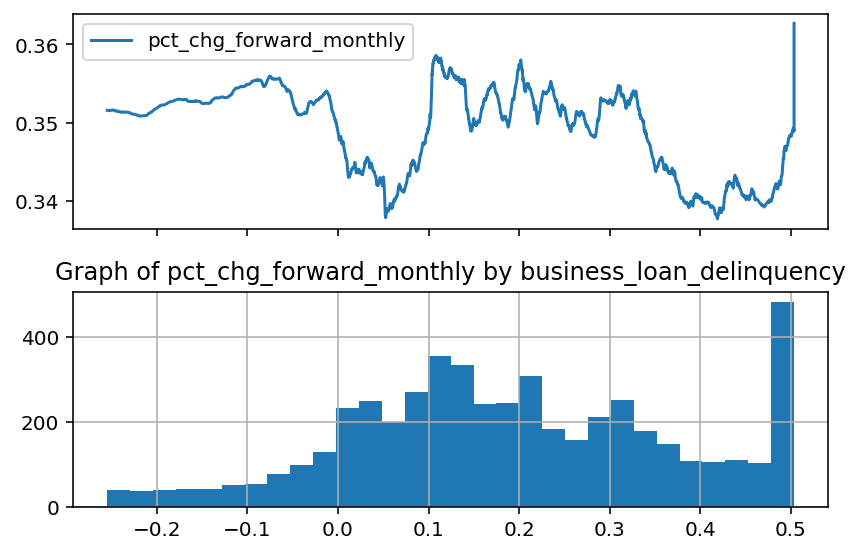 pct_chg_forward_monthly
0.36
0.35
0.34
Graph of pct_chg_forward_monthly by business_loan_delinquency
400
200
0
−0.2 −0.1 0.0 0.1 0.2 0.3 0.4 0.5